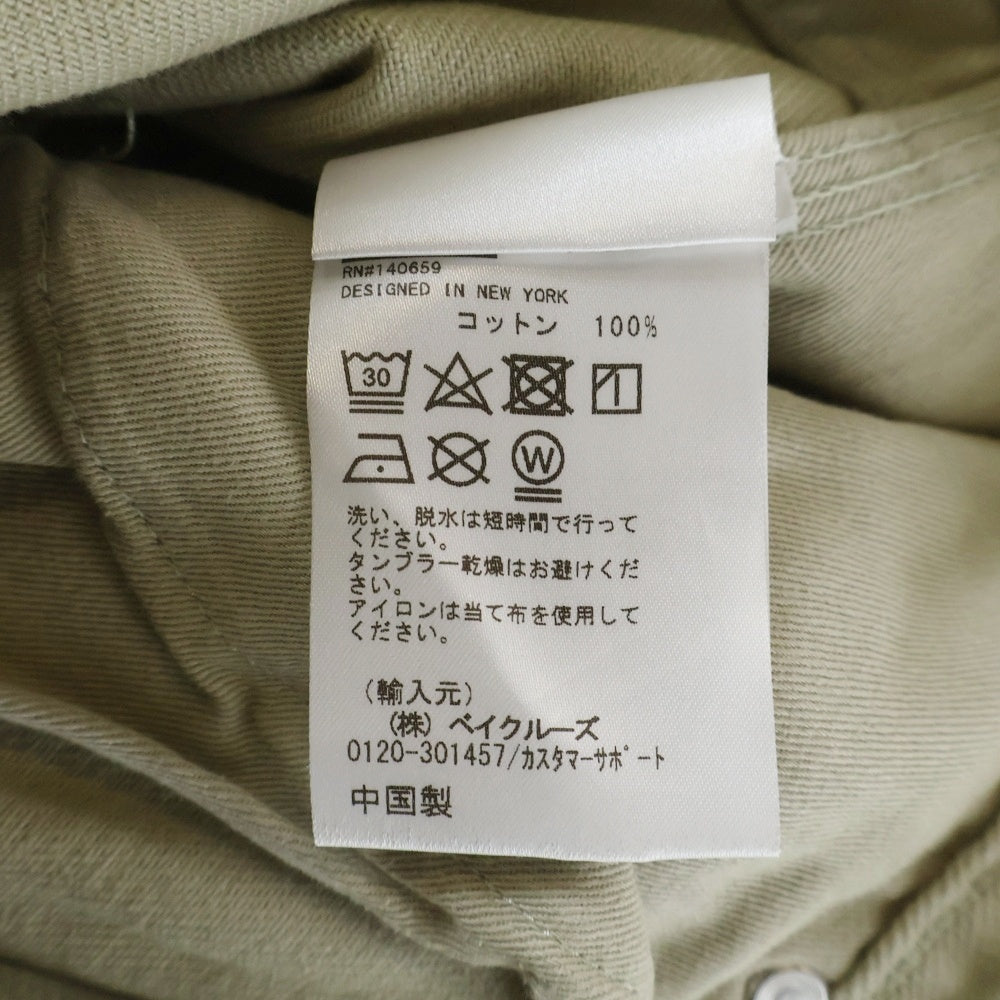 RN#140659
DESIGNED IN NEW YORK
コットン 100%
30
W
洗い、脱水は短時間で行って
ください。
タンブラー乾燥はお避けくだ
さい。
アイロンは当て布を使用して
ください。
(輸入元)
(株) ベイクルーズ
0120-301457/カスタマーサポート
中国製